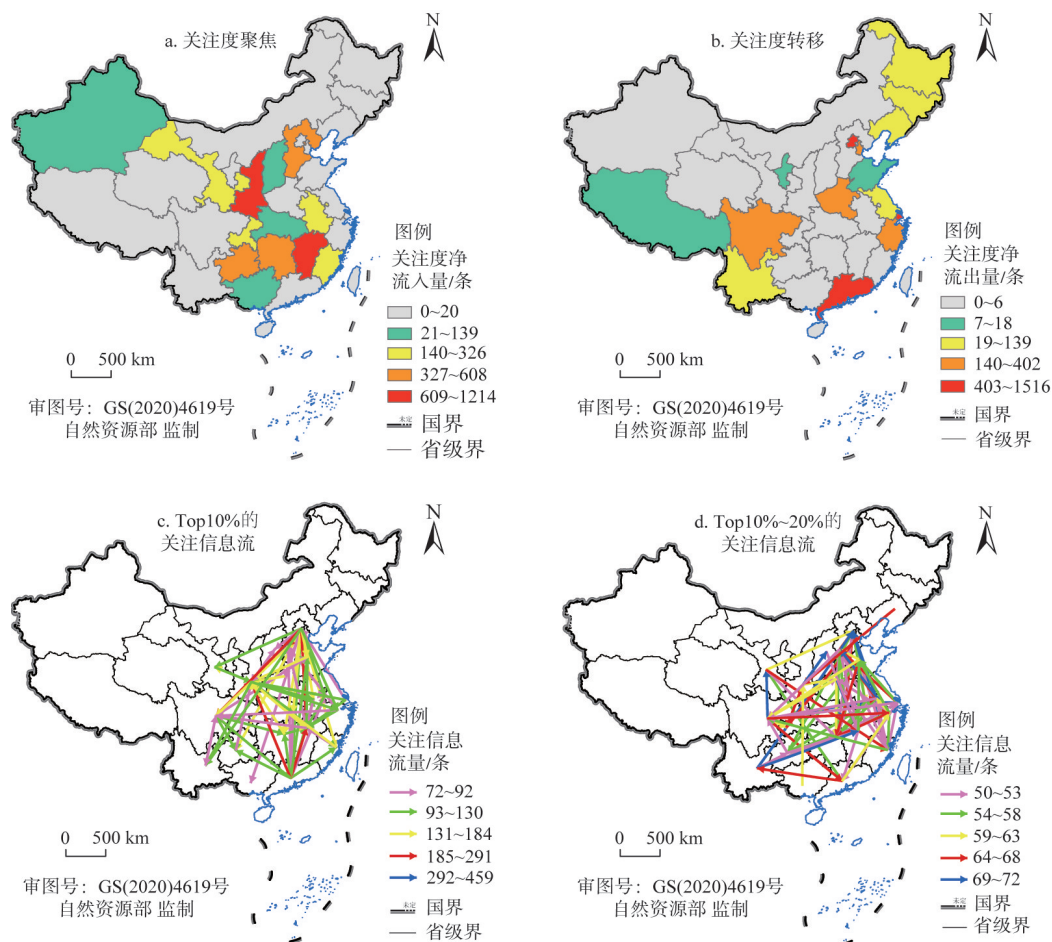 a. 关注度聚焦
N
图例
关注度净
流入量/条
0~20
21~139
140~326
327~608
609~1214
未定 国界
省级界
0 500 km
审图号：GS(2020)4619号
自然资源部 监制
b. 关注度转移
N
图例
关注度净
流出量/条
0~6
7~18
19~139
140~402
403~1516
未定 国界
省级界
0 500 km
审图号：GS(2020)4619号
自然资源部 监制
c. Top10%的
关注信息流
N
图例
关注信息
流量/条
72~92
93~130
131~184
185~291
292~459
未定 国界
省级界
0 500 km
审图号：GS(2020)4619号
自然资源部 监制
d. Top10%~20%的
关注信息流
N
图例
关注信息
流量/条
50~53
54~58
59~63
64~68
69~72
未定 国界
省级界
0 500 km
审图号：GS(2020)4619号
自然资源部 监制